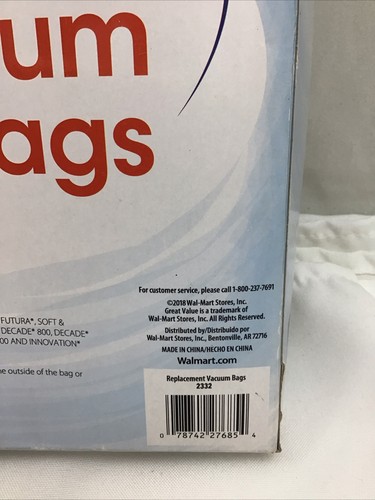 um
ags
For customer service, please call 1-800-237-7691
©2018 Wal-Mart Stores, Inc.
Great Value is a trademark of
Wal-Mart Stores, Inc. All Rights Reserved.
Distributed by/Distribuido por
Wal-Mart Stores, Inc., Bentonville, AR 72716
MADE IN CHINA/HECHO EN CHINA
Walmart.com
FUTURA*, SOFT &
DECADE* 800, DECADE*
00 AND INNOVATION*
e outside of the bag or
Replacement Vacuum Bags
2332
0 78742 27685 4